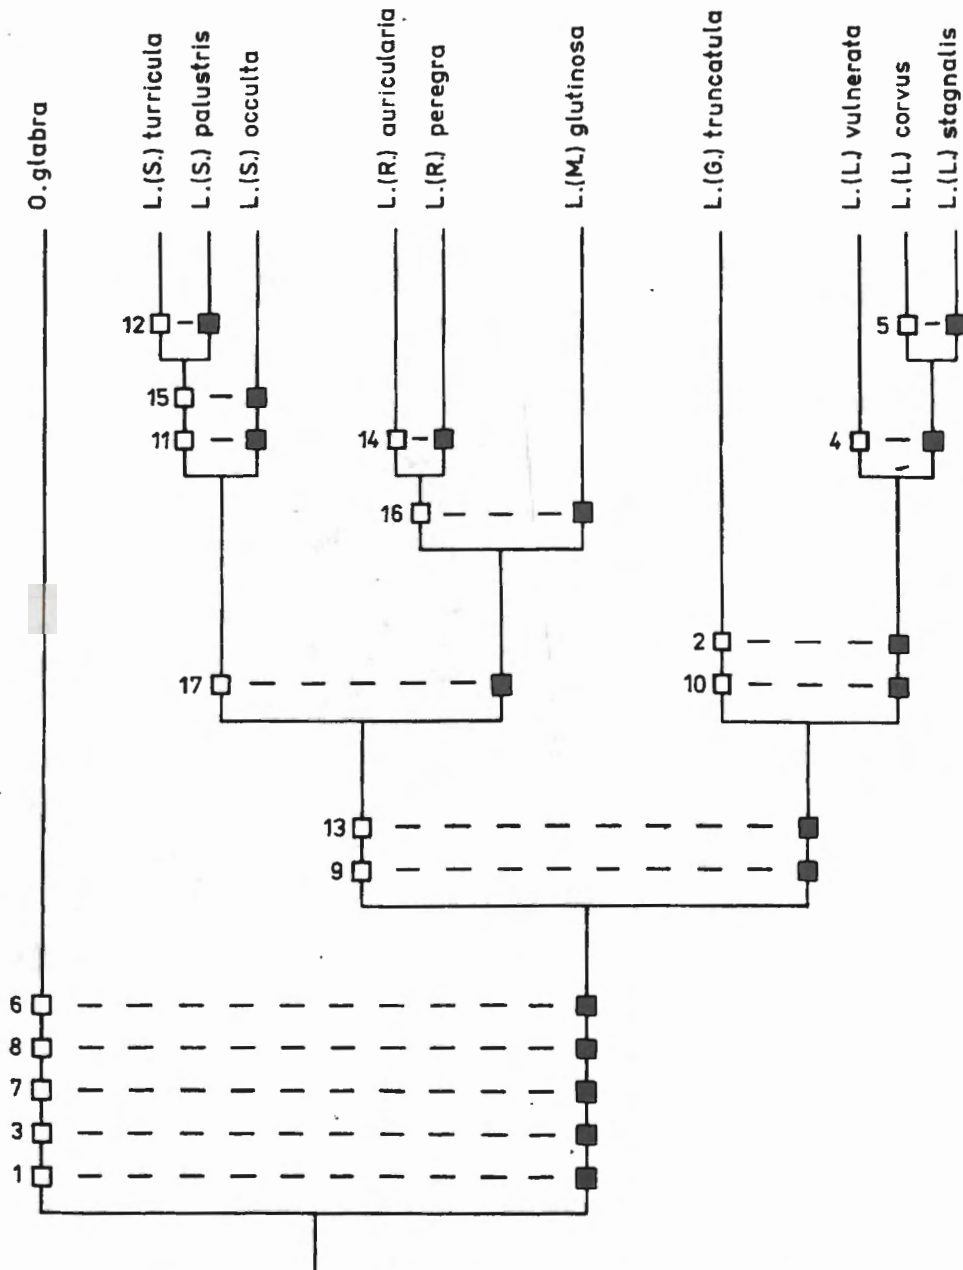 O. glabra
L.(S.) turricula
L.(S.) palustris
L.(S.) occulta
L.(R.) auricularia
L.(R.) peregra
L.(M.) glutinosa
L.(G.) truncatula
L.(L.) vulnerata
L.(L) corvus
L.(L.) stagnalis
12
5
15
11
14
4
16
2
17
10
13
9
6
8
7
3
1